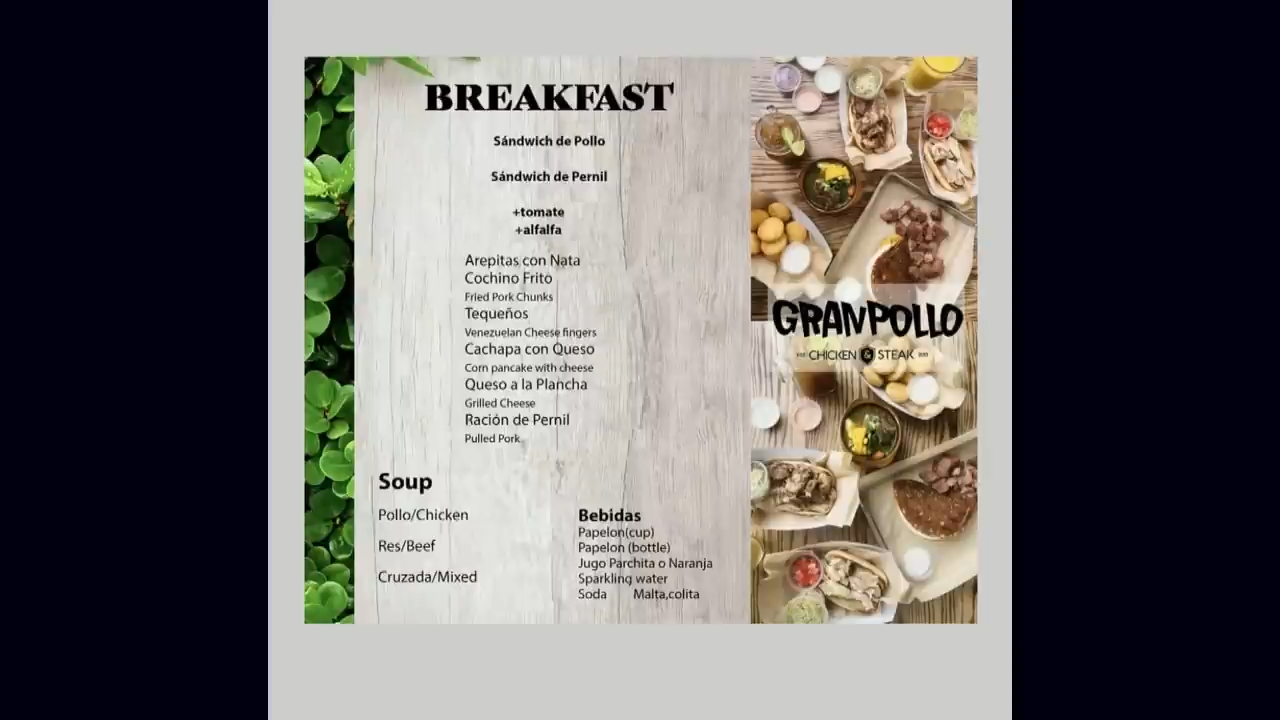 BREAKFAST
Sándwich de Pollo
Sándwich de Pernil
+tomate
+alfalfa
Arepitas con Nata
Cochino Frito
Fried Pork Chunks
Tequeños
Venezuelan Cheese fingers
Cachapa con Queso
Corn pancake with cheese
Queso a la Plancha
Grilled Cheese
Ración de Pernil
Pulled Pork
Soup
Pollo/Chicken
Res/Beef
Cruzada/Mixed
Bebidas
Papelon(cup)
Papelon (bottle)
Jugo Parchita o Naranja
Sparkling water
Soda Malta,colita
GRANPOLLO
CHICKEN & STEAK